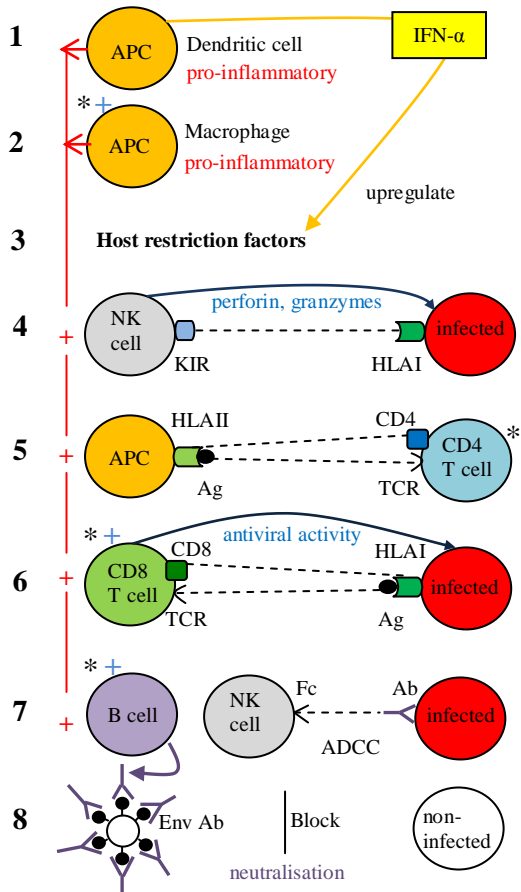 1
APC
Dendritic cell
pro-inflammatory
IFN-α
* +
2
APC
Macrophage
pro-inflammatory
upregulate
3
Host restriction factors
perforin, granzymes
4
+
NK
cell
KIR
HLAI
infected
HLAII
CD4
*
5
+
APC
Ag
TCR
CD4
T cell
* +
antiviral activity
CD8
HLAI
6
+
CD8
T cell
TCR
Ag
infected
* +
7
+
B cell
NK
cell
Fc
Ab
ADCC
infected
8
Env Ab
Block
neutralisation
non-
infected